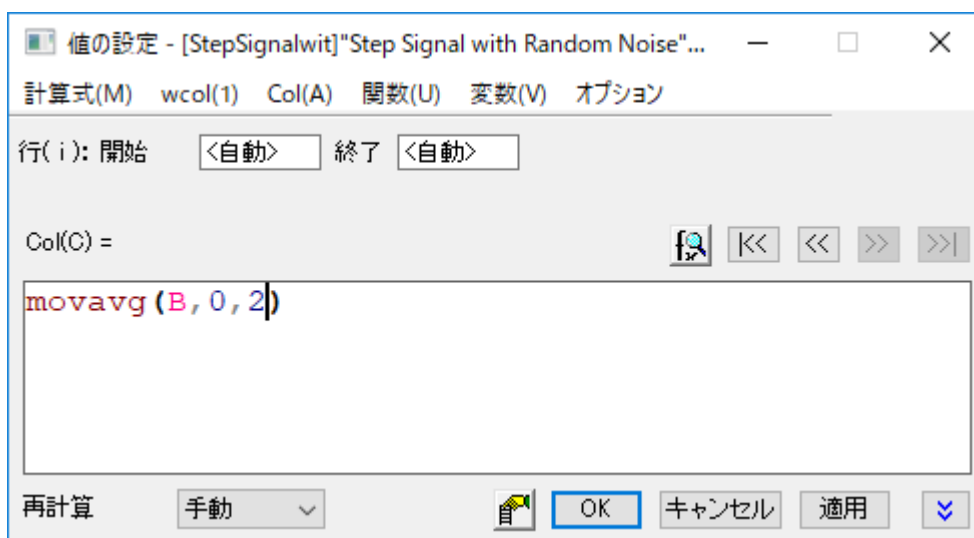 値の設定 - [StepSignalwit]"Step Signal with Random Noise"...
計算式(M) wcol(1) Col(A) 関数(U) 変数(V) オプション
行(i): 開始 <自動> 終了 <自動>
Col(C) = |<< << >> >>|
movavg(B,0,2)
再計算 手動 OK キャンセル 適用